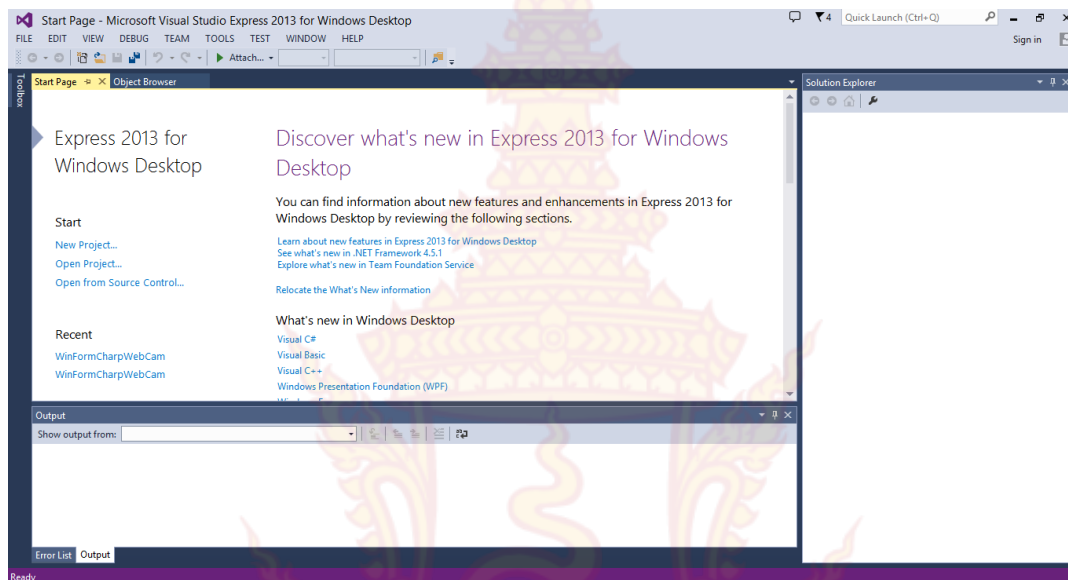 Start Page - Microsoft Visual Studio Express 2013 for Windows Desktop
4
Quick Launch (Ctrl+Q)
FILE EDIT VIEW DEBUG TEAM TOOLS TEST WINDOW HELP
Sign in
Attach...
Toolbox
Start Page
Object Browser
Solution Explorer
Express 2013 for
Windows Desktop
Start
New Project...
Open Project...
Open from Source Control...
Recent
WinFormCharpWebCam
WinFormCharpWebCam
Discover what's new in Express 2013 for Windows
Desktop
You can find information about new features and enhancements in Express 2013 for
Windows Desktop by reviewing the following sections.
Learn about new features in Express 2013 for Windows Desktop
See what's new in .NET Framework 4.5.1
Explore what's new in Team Foundation Service
Relocate the What's New information
What's new in Windows Desktop
Visual C#
Visual Basic
Visual C++
Windows Presentation Foundation (WPF)
Output
Show output from:
Error List
Output
Ready